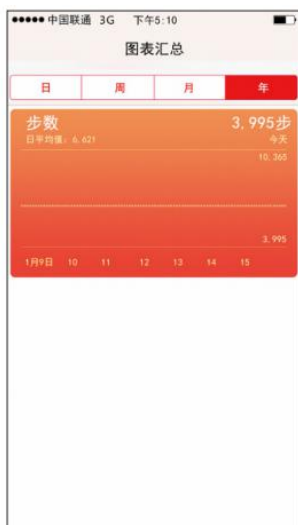 中国联通 3G 下午5:10
图表汇总
日 周 月 年
步数 3,995步
日平均值: 6,621 今天
10,365
3,995
1月9日 10 11 12 13 14 15